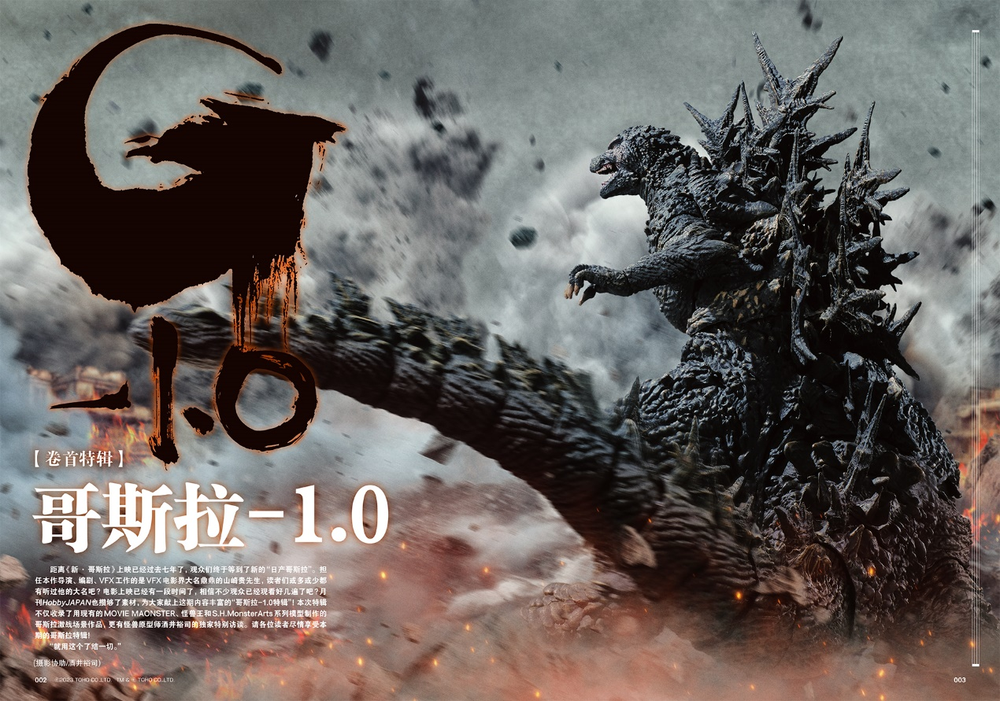 G
-1.0
【卷首特辑】
哥斯拉-1.0
距离《新·哥斯拉》上映已经过去七年了，观众们终于等到了新的“日产哥斯拉”。担
任本作导演、编剧、VFX工作的是VFX电影界大名鼎鼎的山崎贵先生，读者们或多或少都
有听过他的大名吧？电影上映已经有一段时间了，相信不少观众已经观看好几遍了吧？月
刊HobbyJAPAN也攒够了素材，为大家献上这期内容丰富的“哥斯拉-1.0特辑”！本次特辑
不仅收录了用现有的MOVIE MAONSTER、怪兽王和S.H.MonsterArts系列模型制作的
哥斯拉激战场景作品，更有怪兽原型师酒井裕司的独家特别访谈。请各位读者尽情享受本
期的哥斯拉特辑！
“就用这个了结一切。”
(摄影协助/酒井裕司)
002 ©2023 TOHO CO.,LTD. TM & ® TOHO CO.,LTD.
003